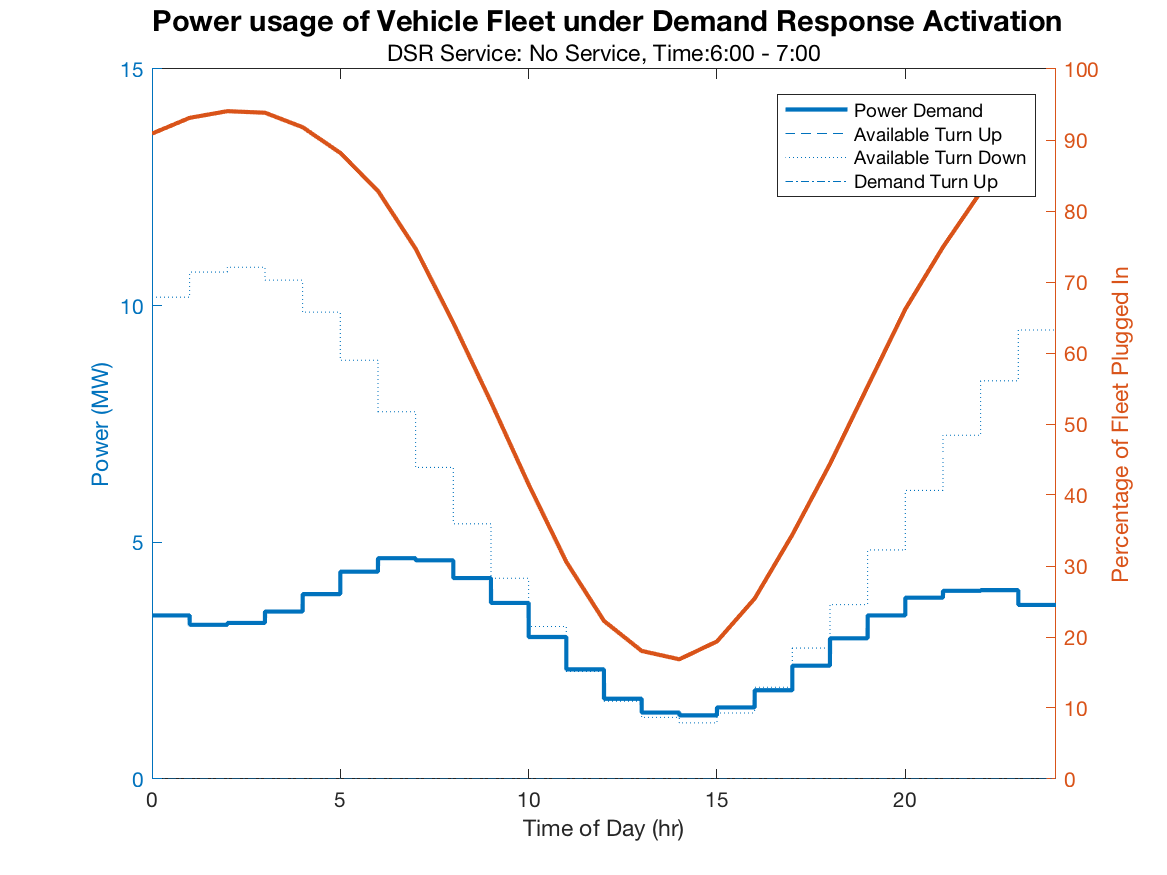 Power usage of Vehicle Fleet under Demand Response Activation
DSR Service: No Service, Time:6:00 - 7:00
Power Demand
Available Turn Up
Available Turn Down
Demand Turn Up
15
10
5
0
Power (MW)
100
90
80
70
60
50
40
30
20
10
0
Percentage of Fleet Plugged In
0 5 10 15 20
Time of Day (hr)